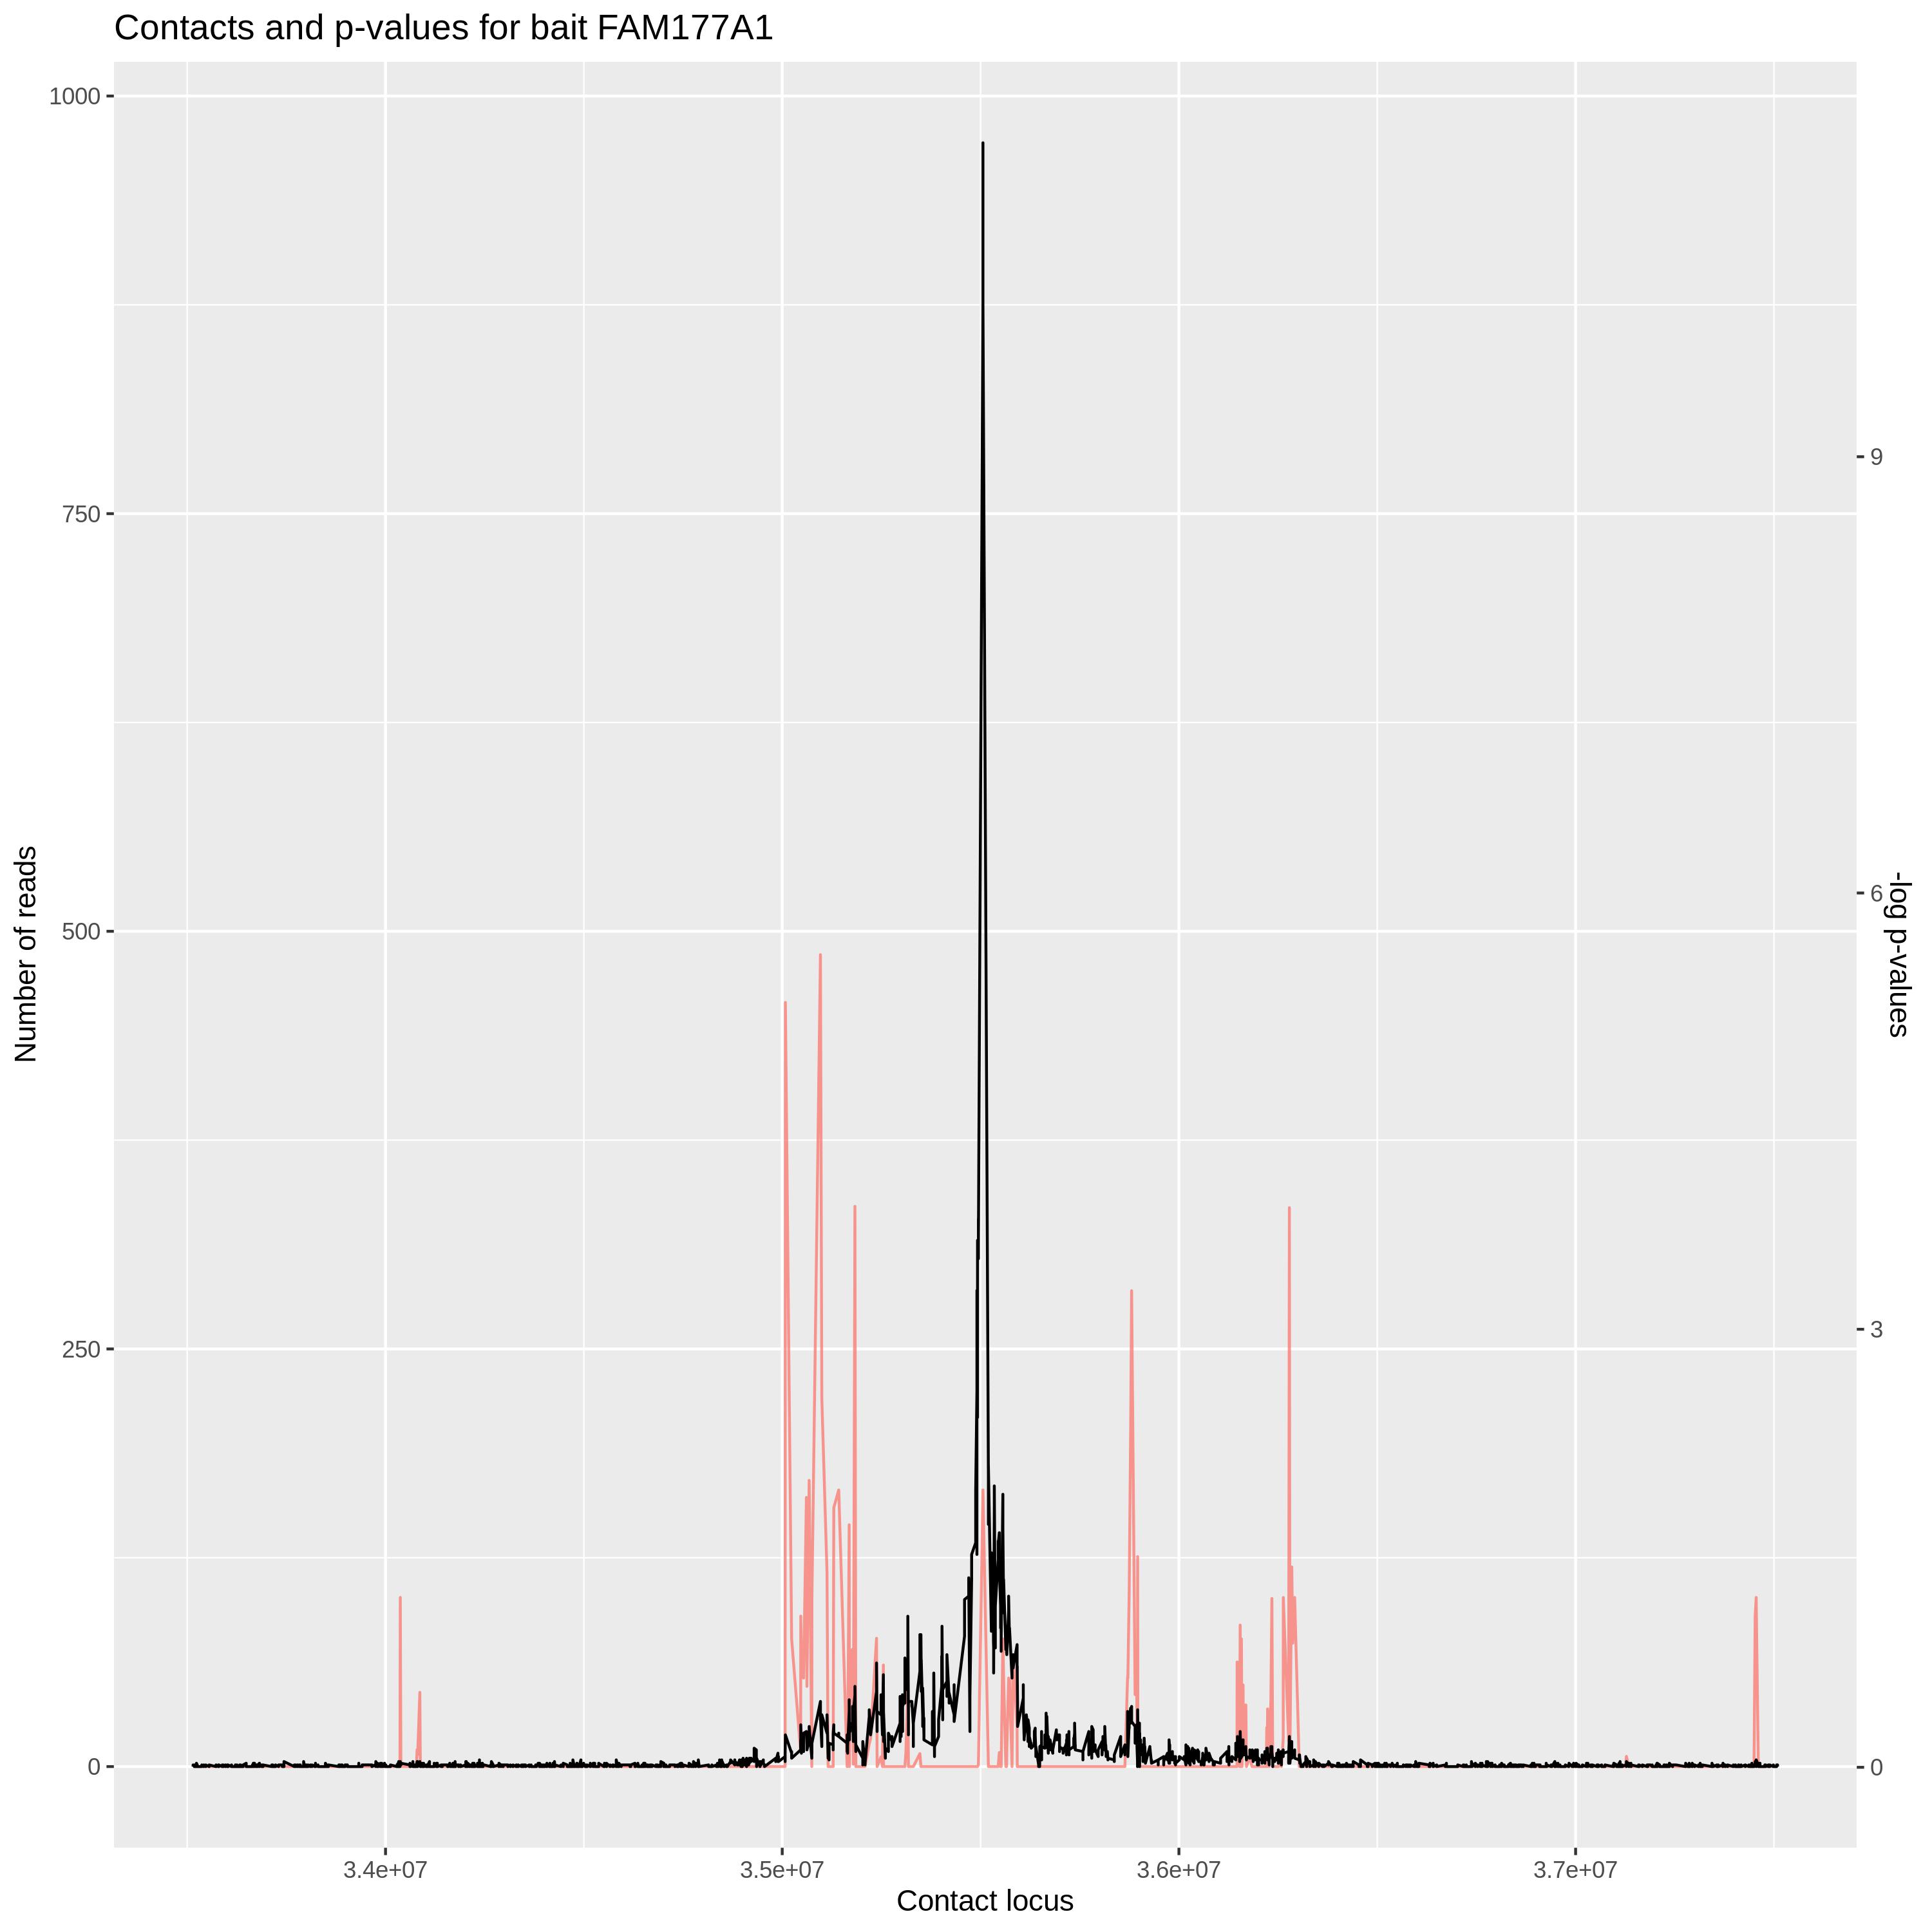 Contacts and p-values for bait FAM177A1
1000
750
500
250
0
Number of reads
9
6
3
0
-log p-values
3.4e+07 3.5e+07 3.6e+07 3.7e+07
Contact locus